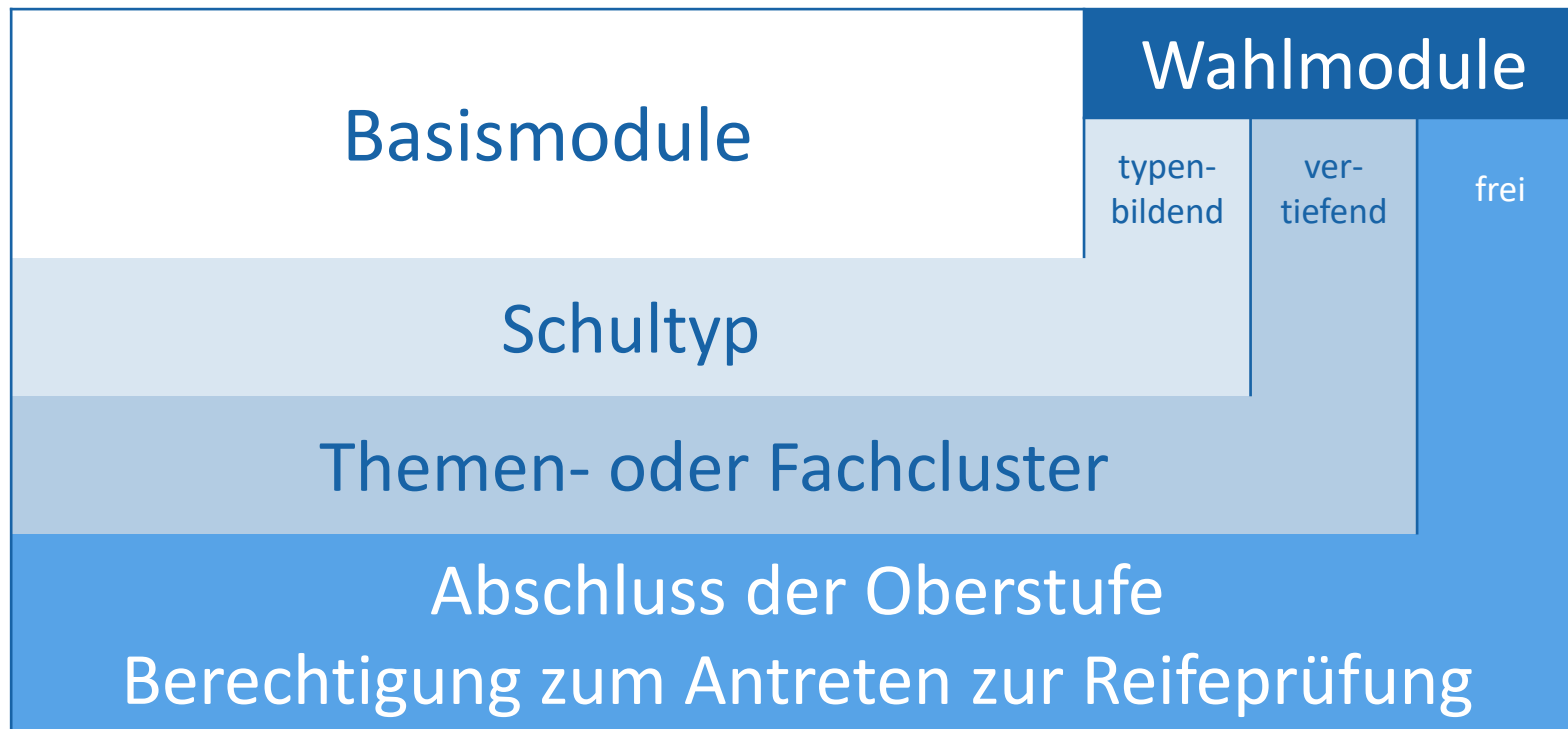 Wahlmodule
Basismodule
typen-
bildend
ver-
tiefend
frei
Schultyp
Themen- oder Fachcluster
Abschluss der Oberstufe
Berechtigung zum Antreten zur Reifeprüfung